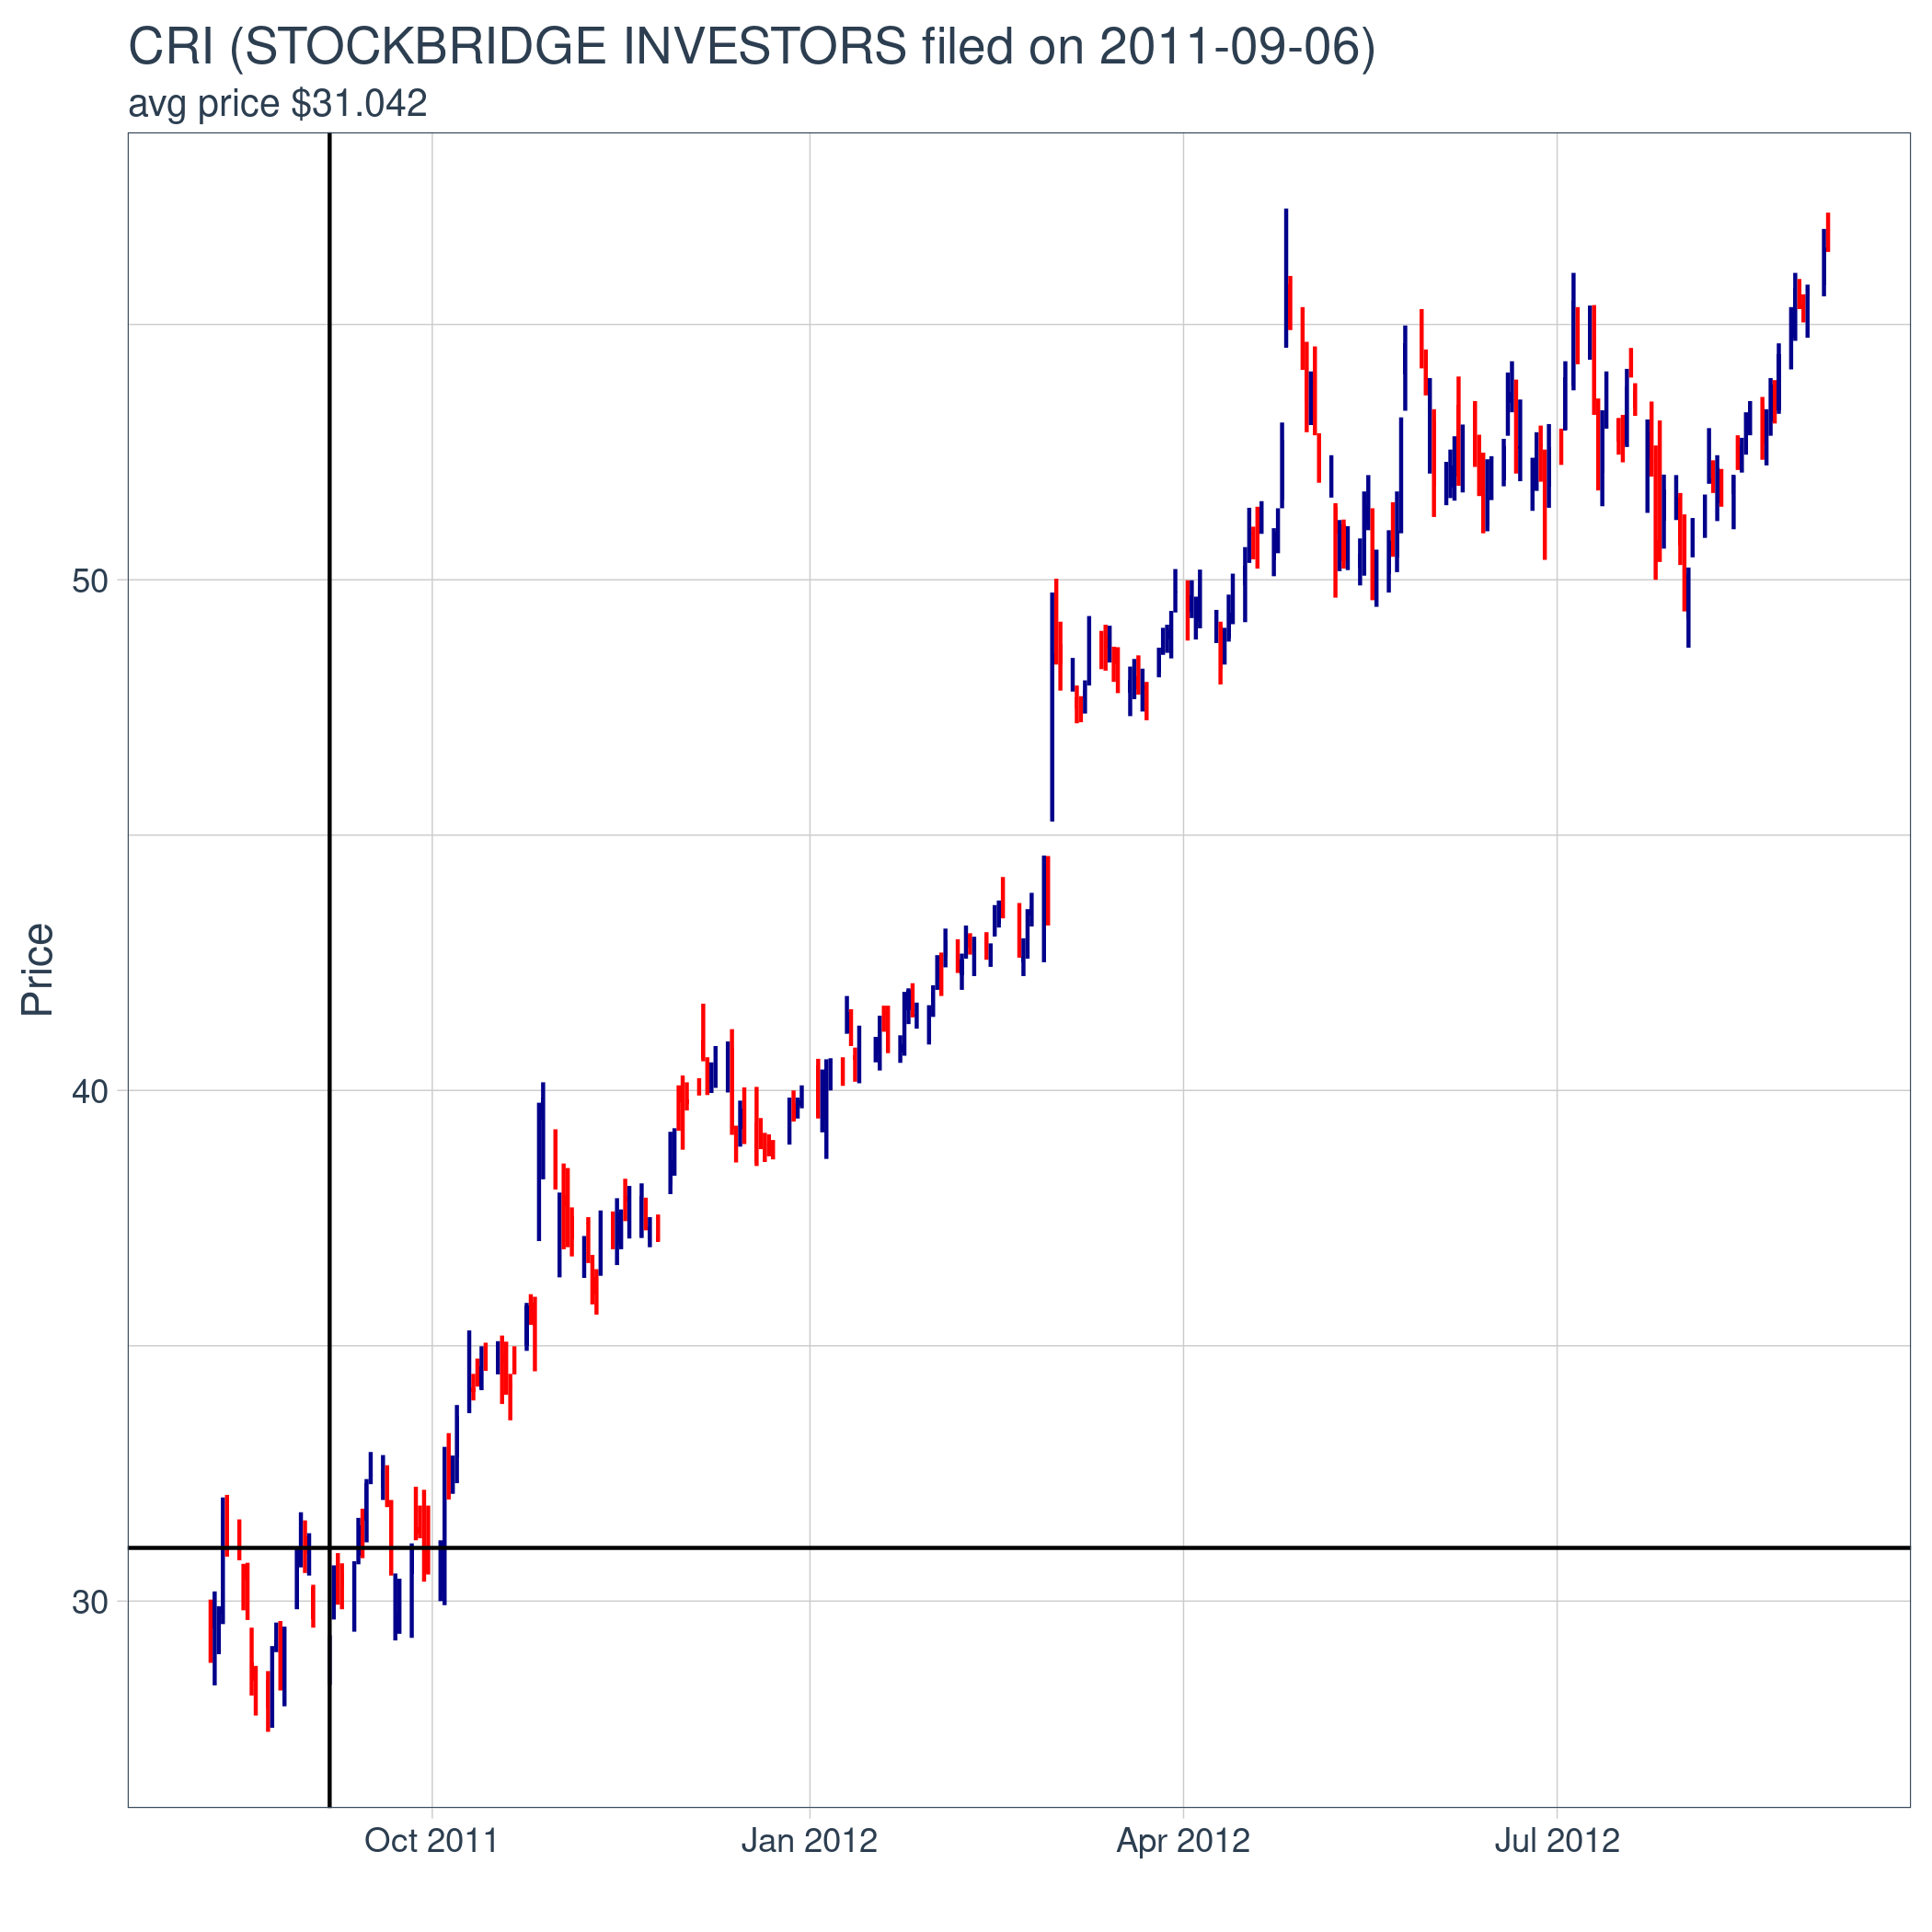 CRI (STOCKBRIDGE INVESTORS filed on 2011-09-06)
avg price $31.042
Price
50
40
30
Oct 2011
Jan 2012
Apr 2012
Jul 2012